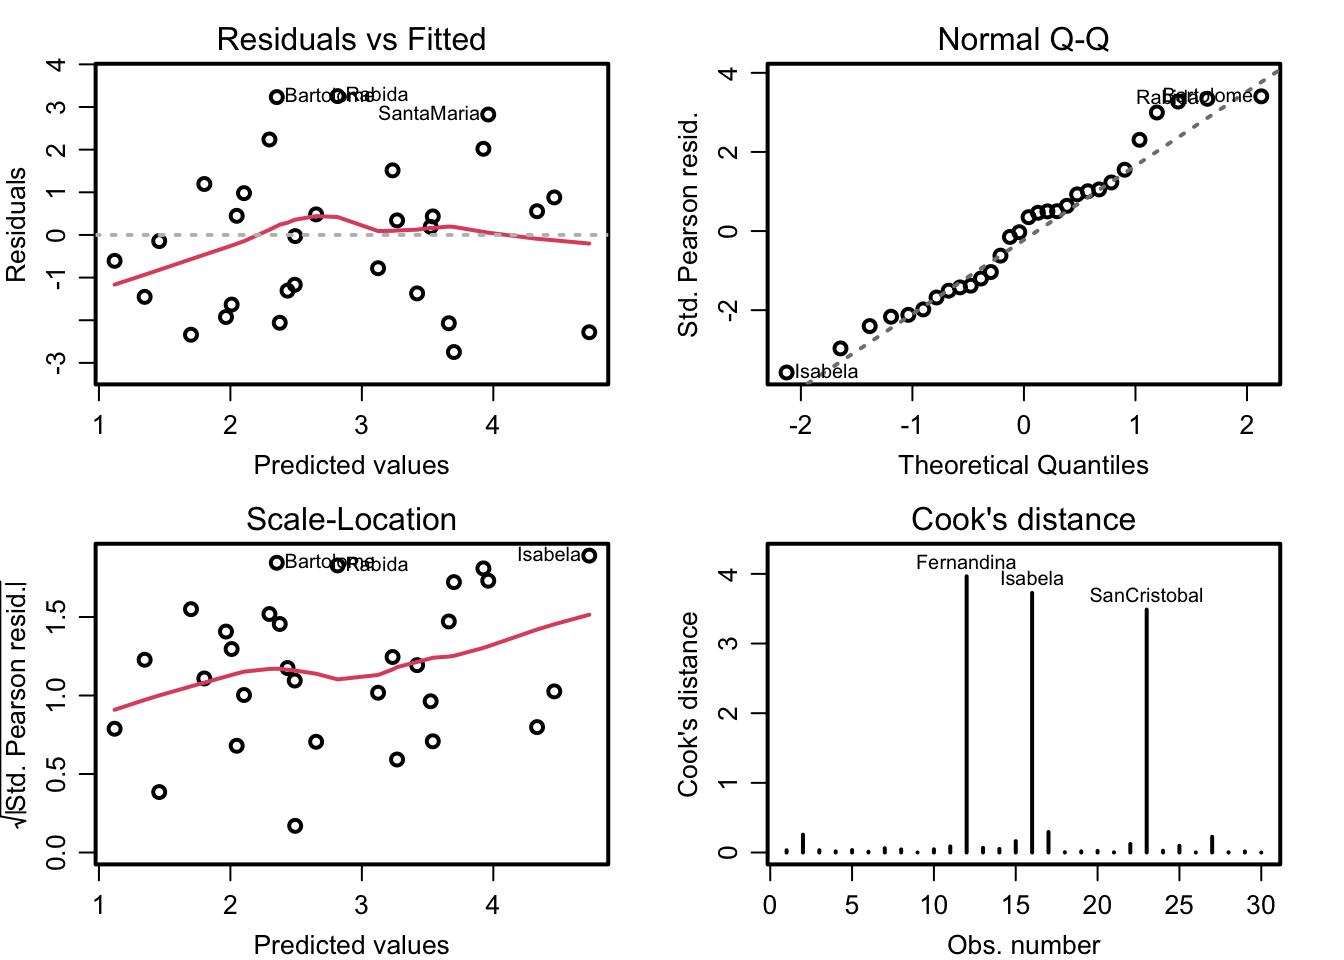 Residuals vs Fitted
Residuals
4
3
2
1
0
-1
-3
Bartolome
Rabida
SantaMaria
1 2 3 4
Predicted values
Normal Q-Q
Std. Pearson resid.
4
2
0
-2
Rabida
Bartolome
Isabela
-2 -1 0 1 2
Theoretical Quantiles
Scale-Location
√|Std. Pearson resid.|
1.5
1.0
0.5
0.0
Bartolome
Rabida
Isabela
1 2 3 4
Predicted values
Cook's distance
Cook's distance
4
3
2
1
0
Fernandina
Isabela
SanCristobal
0 5 10 15 20 25 30
Obs. number